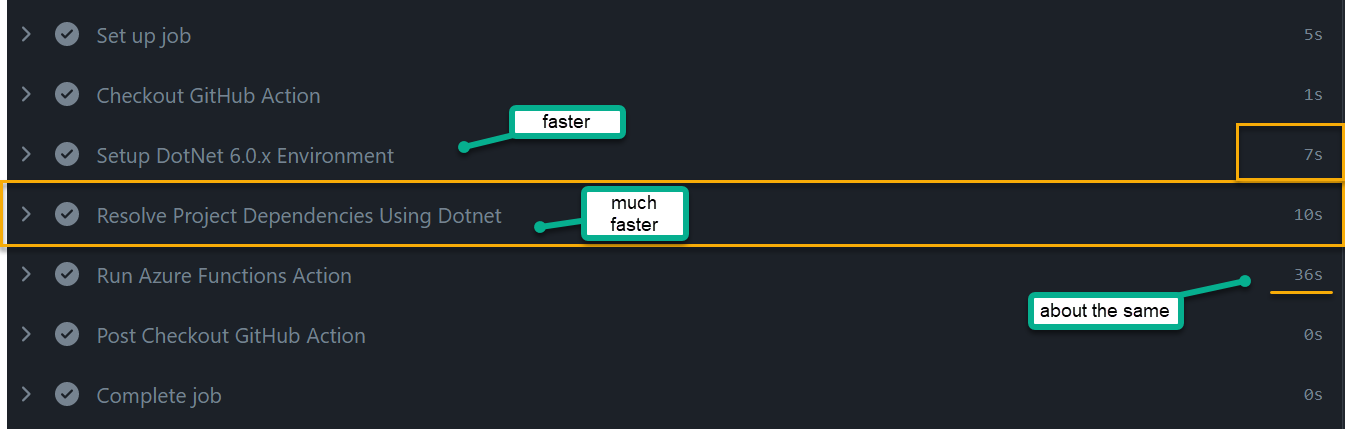 Set up job 5s
Checkout GitHub Action 1s
faster
Setup DotNet 6.0.x Environment 7s
much
faster
Resolve Project Dependencies Using Dotnet 10s
Run Azure Functions Action 36s
about the same
Post Checkout GitHub Action 0s
Complete job 0s